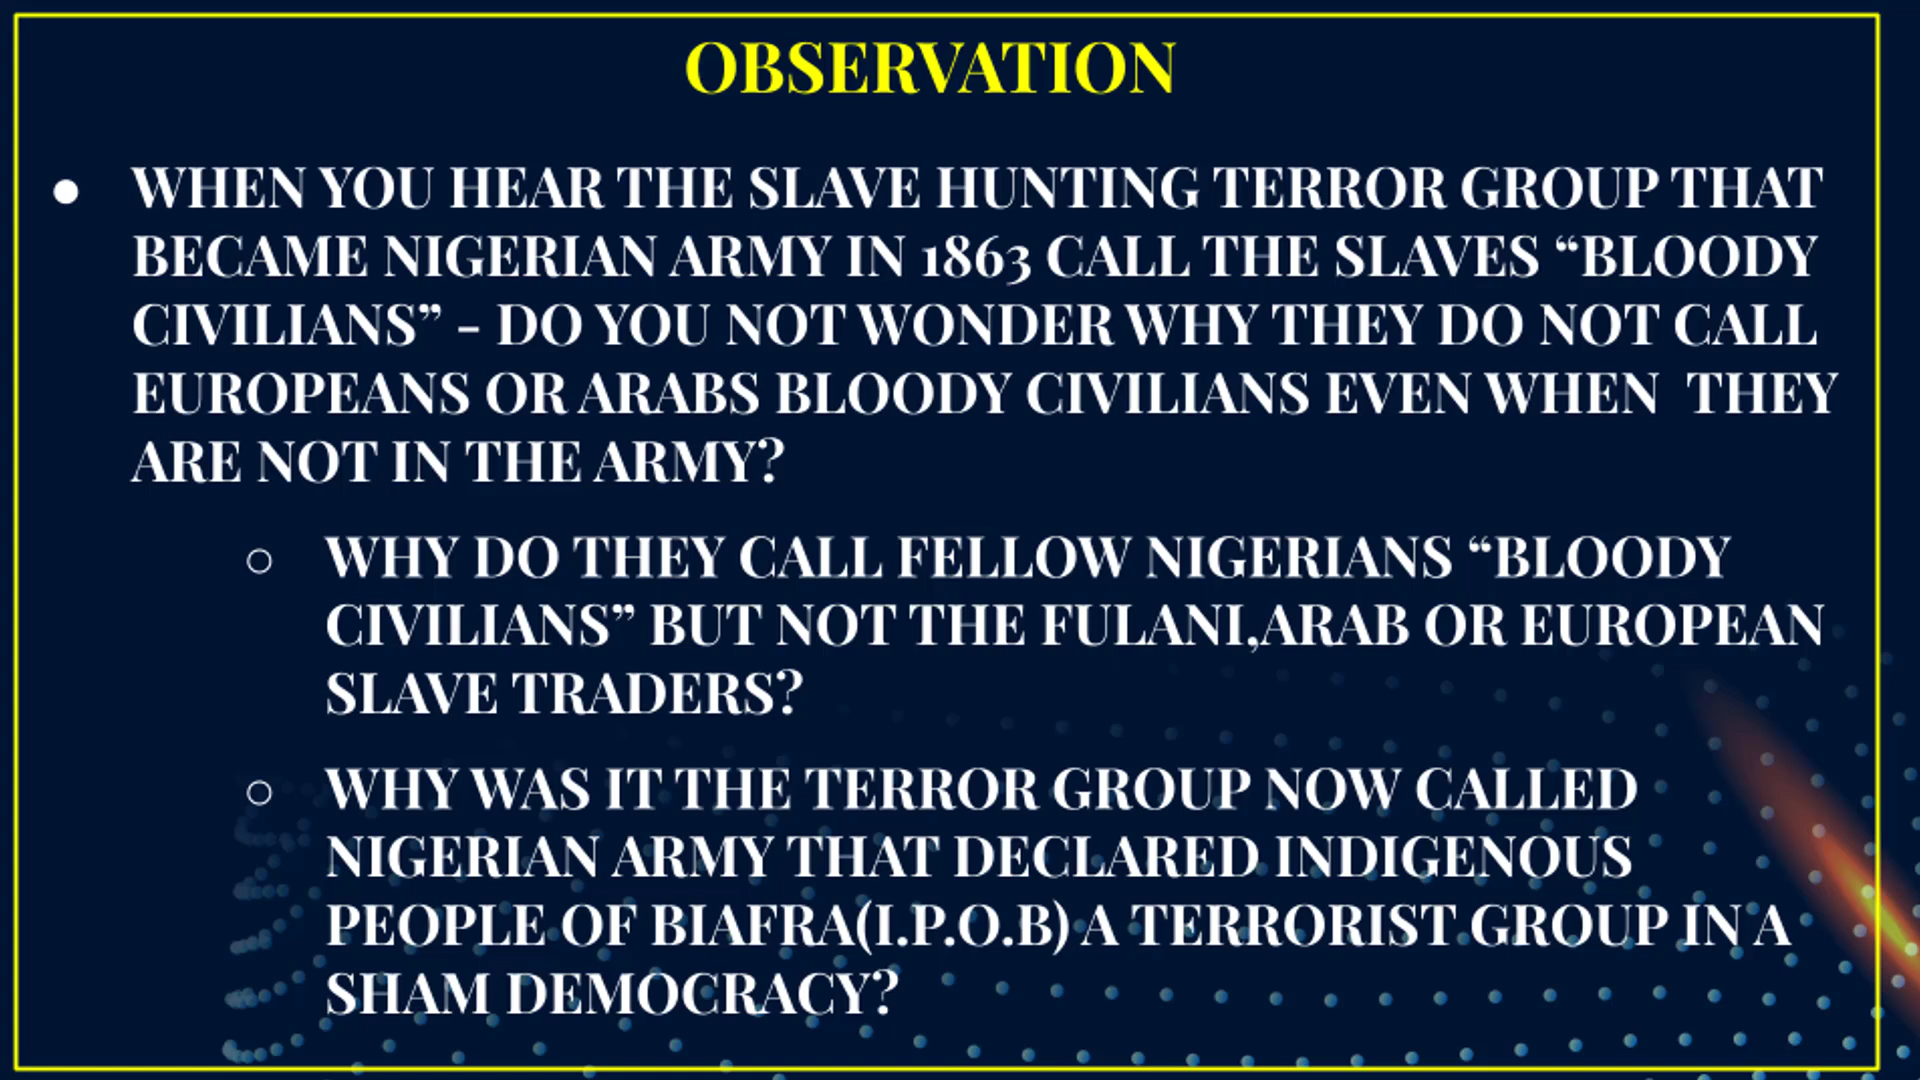 OBSERVATION
● WHEN YOU HEAR THE SLAVE HUNTING TERROR GROUP THAT
BECAME NIGERIAN ARMY IN 1863 CALL THE SLAVES “BLOODY
CIVILIANS” - DO YOU NOT WONDER WHY THEY DO NOT CALL
EUROPEANS OR ARABS BLOODY CIVILIANS EVEN WHEN THEY
ARE NOT IN THE ARMY?
○ WHY DO THEY CALL FELLOW NIGERIANS “BLOODY
CIVILIANS” BUT NOT THE FULANI,ARAB OR EUROPEAN
SLAVE TRADERS?
○ WHY WAS IT THE TERROR GROUP NOW CALLED
NIGERIAN ARMY THAT DECLARED INDIGENOUS
PEOPLE OF BIAFRA(I.P.O.B) A TERRORIST GROUP IN A
SHAM DEMOCRACY?